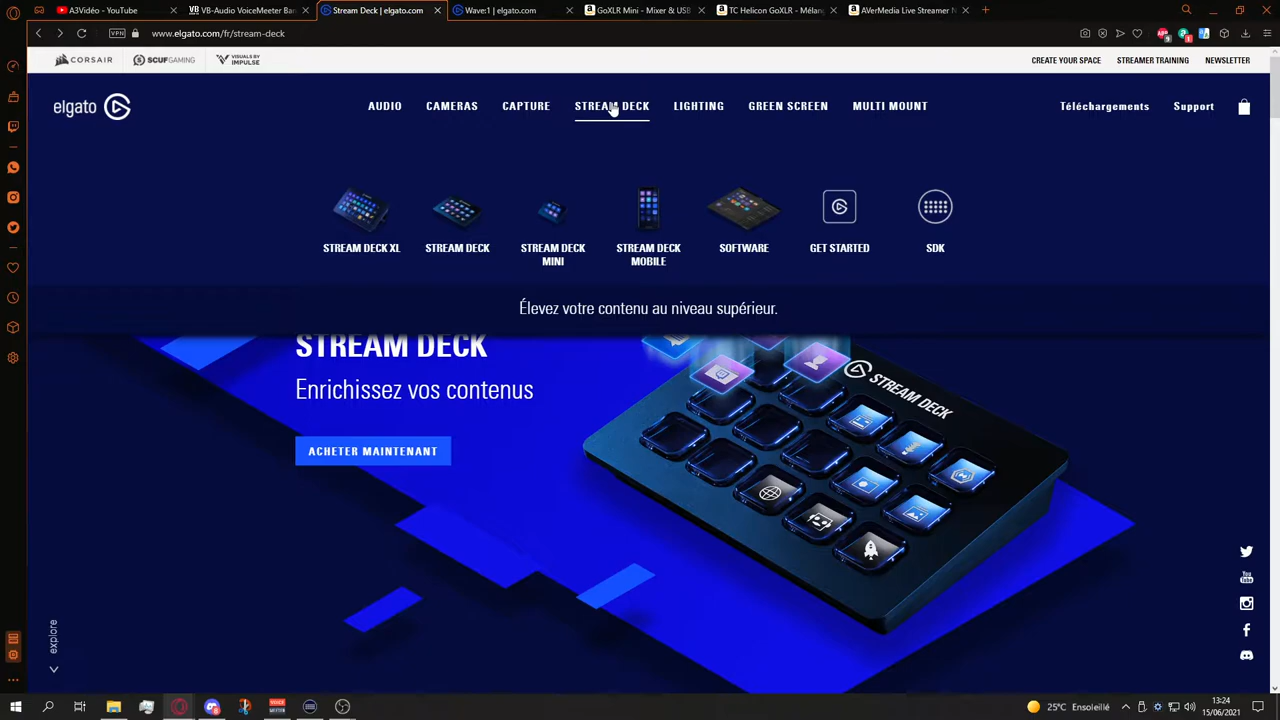 A3Vidéo - YouTube
VB-Audio VoiceMeeter Ban
Stream Deck | elgato.com
Wave:1 | elgato.com
GoXLR Mini - Mixer & USB
TC Helicon GoXLR - Mélang
AVerMedia Live Streamer N
VPN
www.elgato.com/fr/stream-deck
CORSAIR
SCUF GAMING
VISUALS BY IMPULSE
CREATE YOUR SPACE
STREAMER TRAINING
NEWSLETTER
elgato
AUDIO
CAMERAS
CAPTURE
STREAM DECK
LIGHTING
GREEN SCREEN
MULTI MOUNT
Téléchargements
Support
STREAM DECK XL
STREAM DECK
STREAM DECK
MINI
STREAM DECK
MOBILE
SOFTWARE
GET STARTED
SDK
Élevez votre contenu au niveau supérieur.
STREAM DECK
Enrichissez vos contenus
ACHETER MAINTENANT
STREAM DECK
explore
25°C Ensoleillé
13:24
15/06/2021